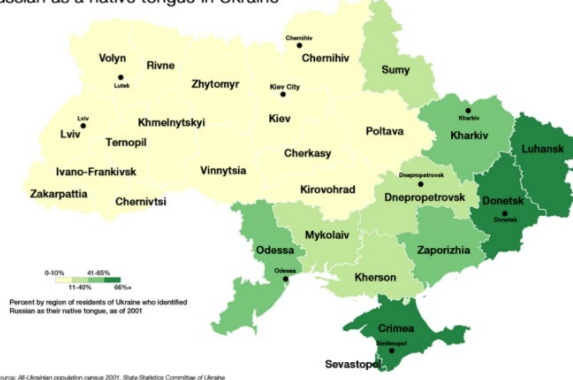 Russian as a native tongue in Ukraine
Chernihiv
Chernihiv
Volyn
Rivne
Sumy
Lutsk
Zhytomyr
Kiev City
Lviv
Lviv
Khmelnytskyi
Kiev
Poltava
Kharkiv
Kharkiv
Ternopil
Luhansk
Cherkasy
Ivano-Frankivsk
Vinnytsia
Dnepropetrovsk
Zakarpattia
Chernivtsi
Kirovohrad
Dnepropetrovsk
Donetsk
Donetsk
Mykolaiv
Odessa
Zaporizhia
Odessa
Kherson
0-10% 41-65%
11-40% 66%+
Percent by region of residents of Ukraine who identified
Russian as their native tongue, as of 2001
Crimea
Simferopol
Sevastopol
Source: All-Ukrainian population census 2001. State Statistics Committee of Ukraine